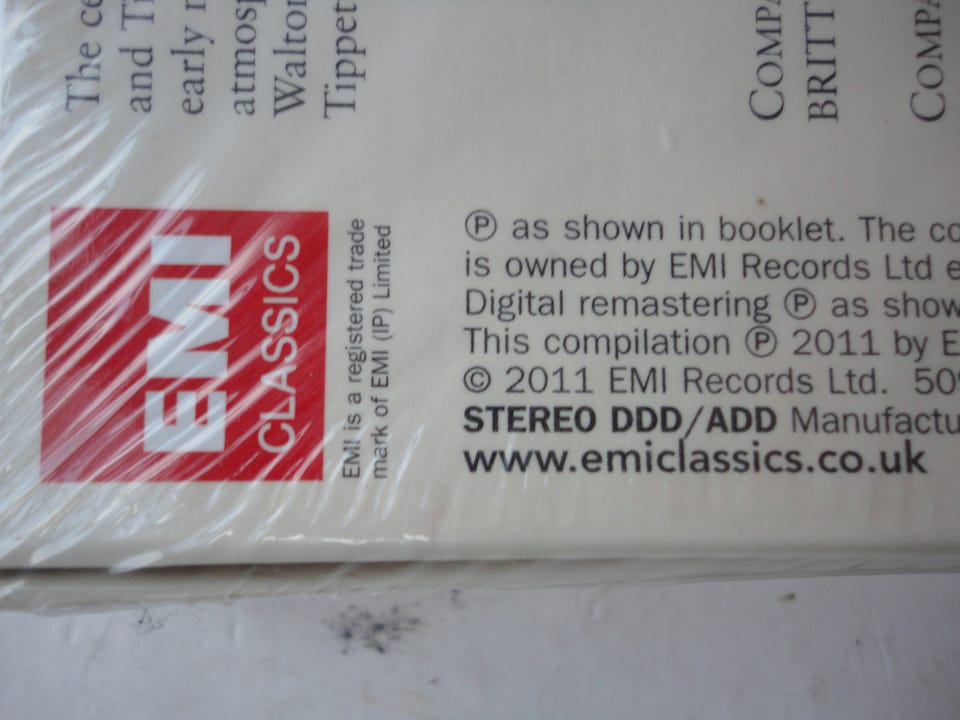 The ce
and Ti
early r
atmosp
Walton
Tippet
COMPA
BRITT
COMPA
EMI
CLASSICS
EMI is a registered trade
mark of EMI (IP) Limited
Ⓟ as shown in booklet. The co
is owned by EMI Records Ltd e
Digital remastering Ⓟ as show
This compilation Ⓟ 2011 by E
© 2011 EMI Records Ltd. 50
STEREO DDD/ADD Manufactu
www.emiclassics.co.uk